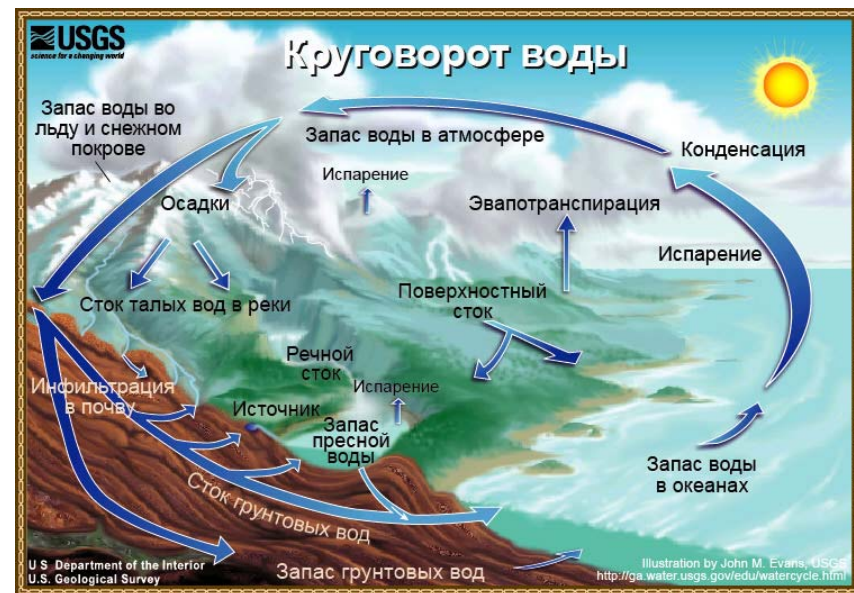 USGS
science for a changing world
Круговорот воды
Запас воды во
льду и снежном
покрове
Запас воды в атмосфере
Конденсация
Испарение
Осадки
Эвапотранспирация
Испарение
Сток талых вод в реки
Поверхностный
сток
Речной
сток
Инфильтрация
в почву
Испарение
Источник
Запас
пресной
воды
Запас воды
в океанах
Сток грунтовых вод
Запас грунтовых вод
U S Department of the Interior
U.S. Geological Survey
Illustration by John M. Evans, USGS
http://ga.water.usgs.gov/edu/watercycle.html